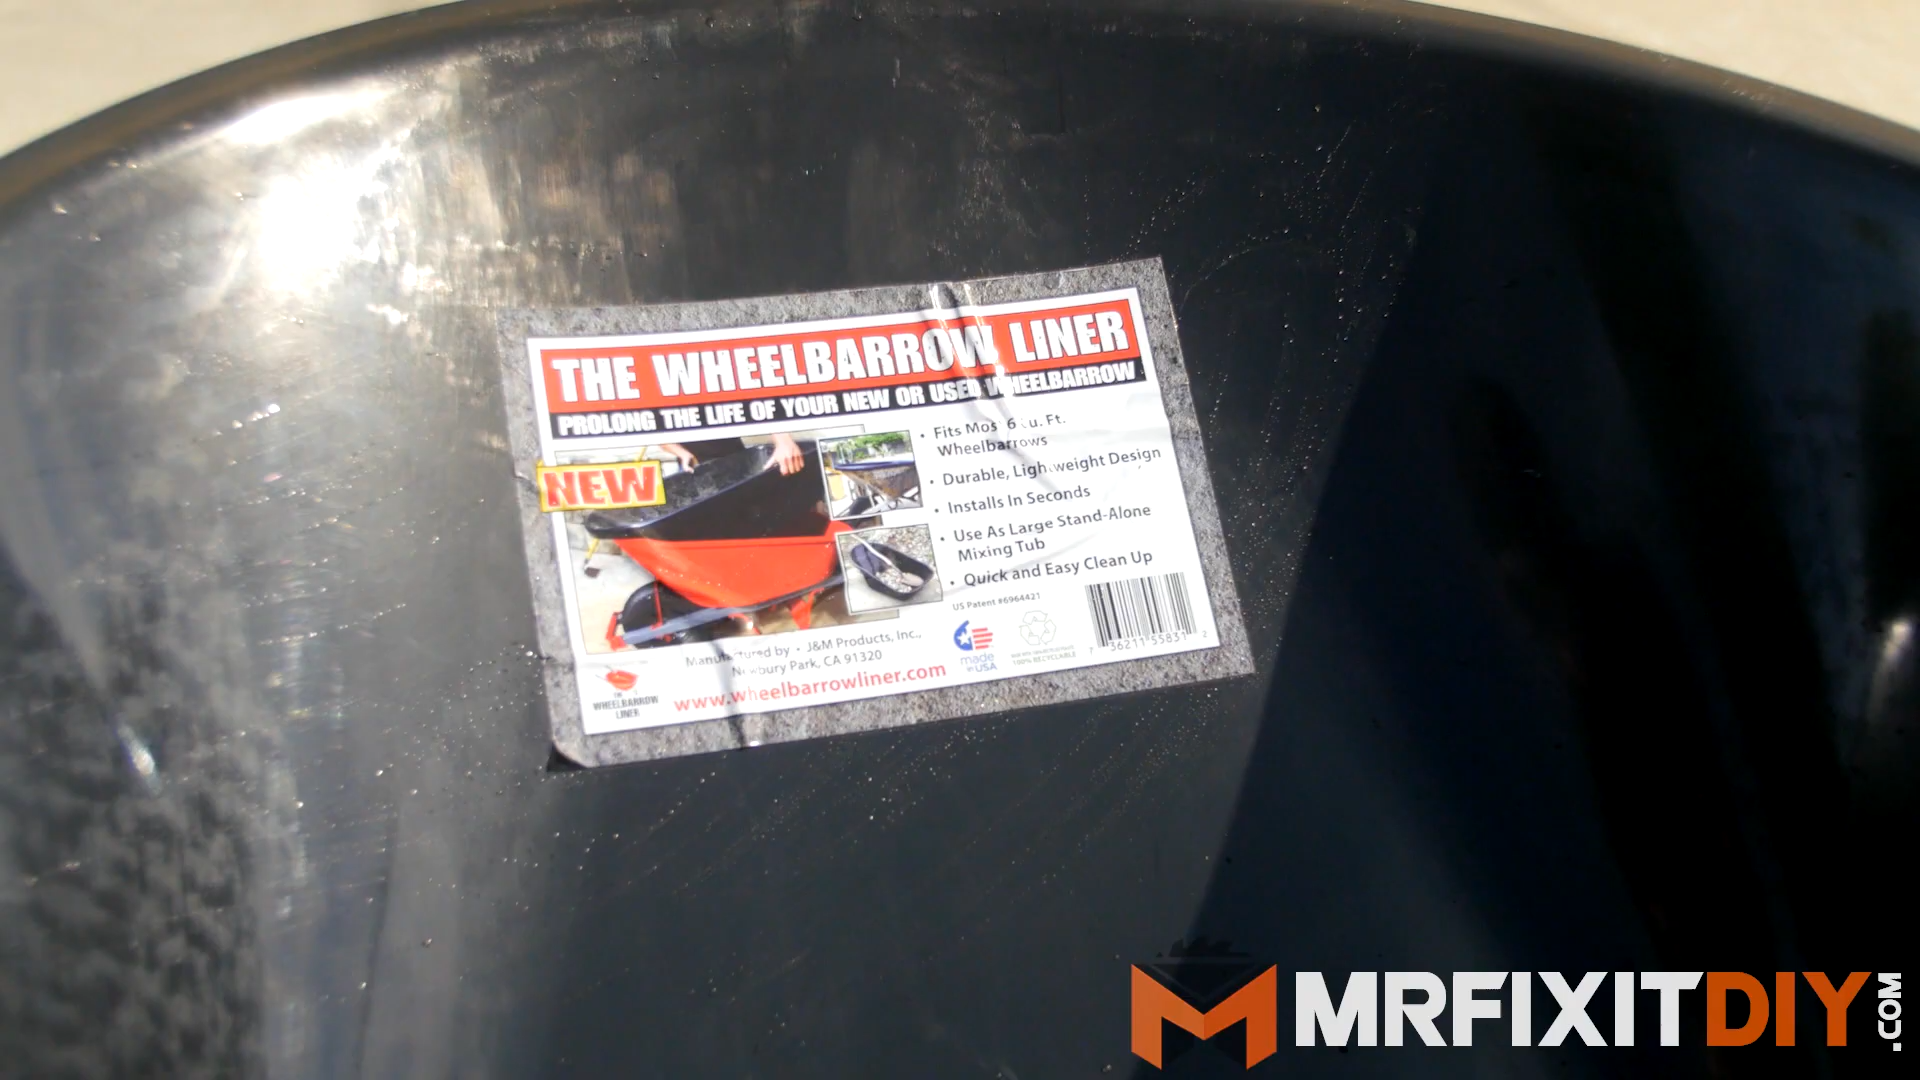 THE WHEELBARROW LINER
PROLONG THE LIFE OF YOUR NEW OR USED WHEELBARROW
NEW
• Fits Most 6 Cu. Ft.
Wheelbarrows
• Durable, Lightweight Design
• Installs In Seconds
• Use As Large Stand-Alone
Mixing Tub
• Quick and Easy Clean Up
US Patent #6964421
Manufactured by • J&M Products, Inc.,
Newbury Park, CA 91320
www.wheelbarrowliner.com
THE
WHEELBARROW
LINER
made
in USA
100% RECYCLABLE
7 36211 55831 2
MRFIXITDIY.COM